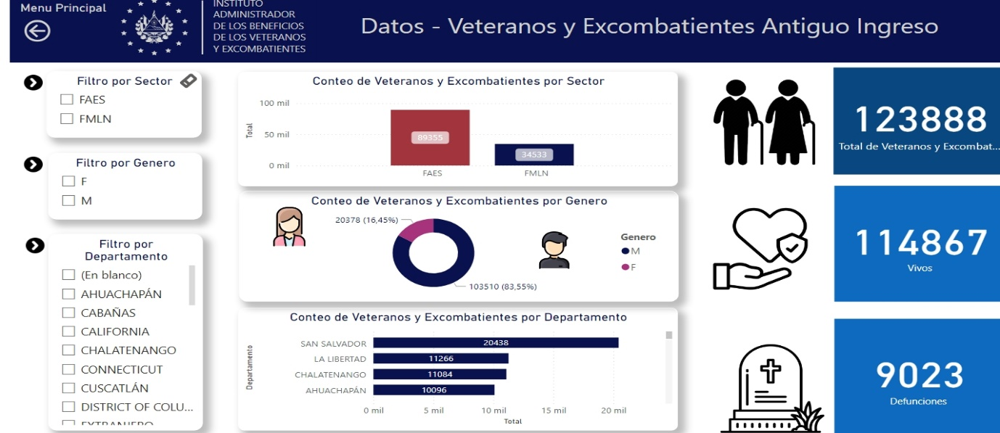 Menu Principal
INSTITUTO
ADMINISTRADOR
DE LOS BENEFICIOS
DE LOS VETERANOS
Y EXCOMBATIENTES
Datos - Veteranos y Excombatientes Antiguo Ingreso
Filtro por Sector
FAES
FMLN
Filtro por Genero
F
M
Filtro por
Departamento
(En blanco)
AHUACHAPÁN
CABAÑAS
CALIFORNIA
CHALATENANGO
CONNECTICUT
CUSCATLÁN
DISTRICT OF COLU...
EXTRANJERO
Conteo de Veteranos y Excombatientes por Sector
Total
100 mil
50 mil
0 mil
89355
34533
FAES
FMLN
Conteo de Veteranos y Excombatientes por Genero
20378 (16,45%)
103510 (83,55%)
Genero
M
F
Conteo de Veteranos y Excombatientes por Departamento
Departamento
SAN SALVADOR
20438
LA LIBERTAD
11266
CHALATENANGO
11084
AHUACHAPÁN
10096
0 mil
5 mil
10 mil
15 mil
20 mil
Total
123888
Total de Veteranos y Excombat...
114867
Vivos
9023
Defunciones